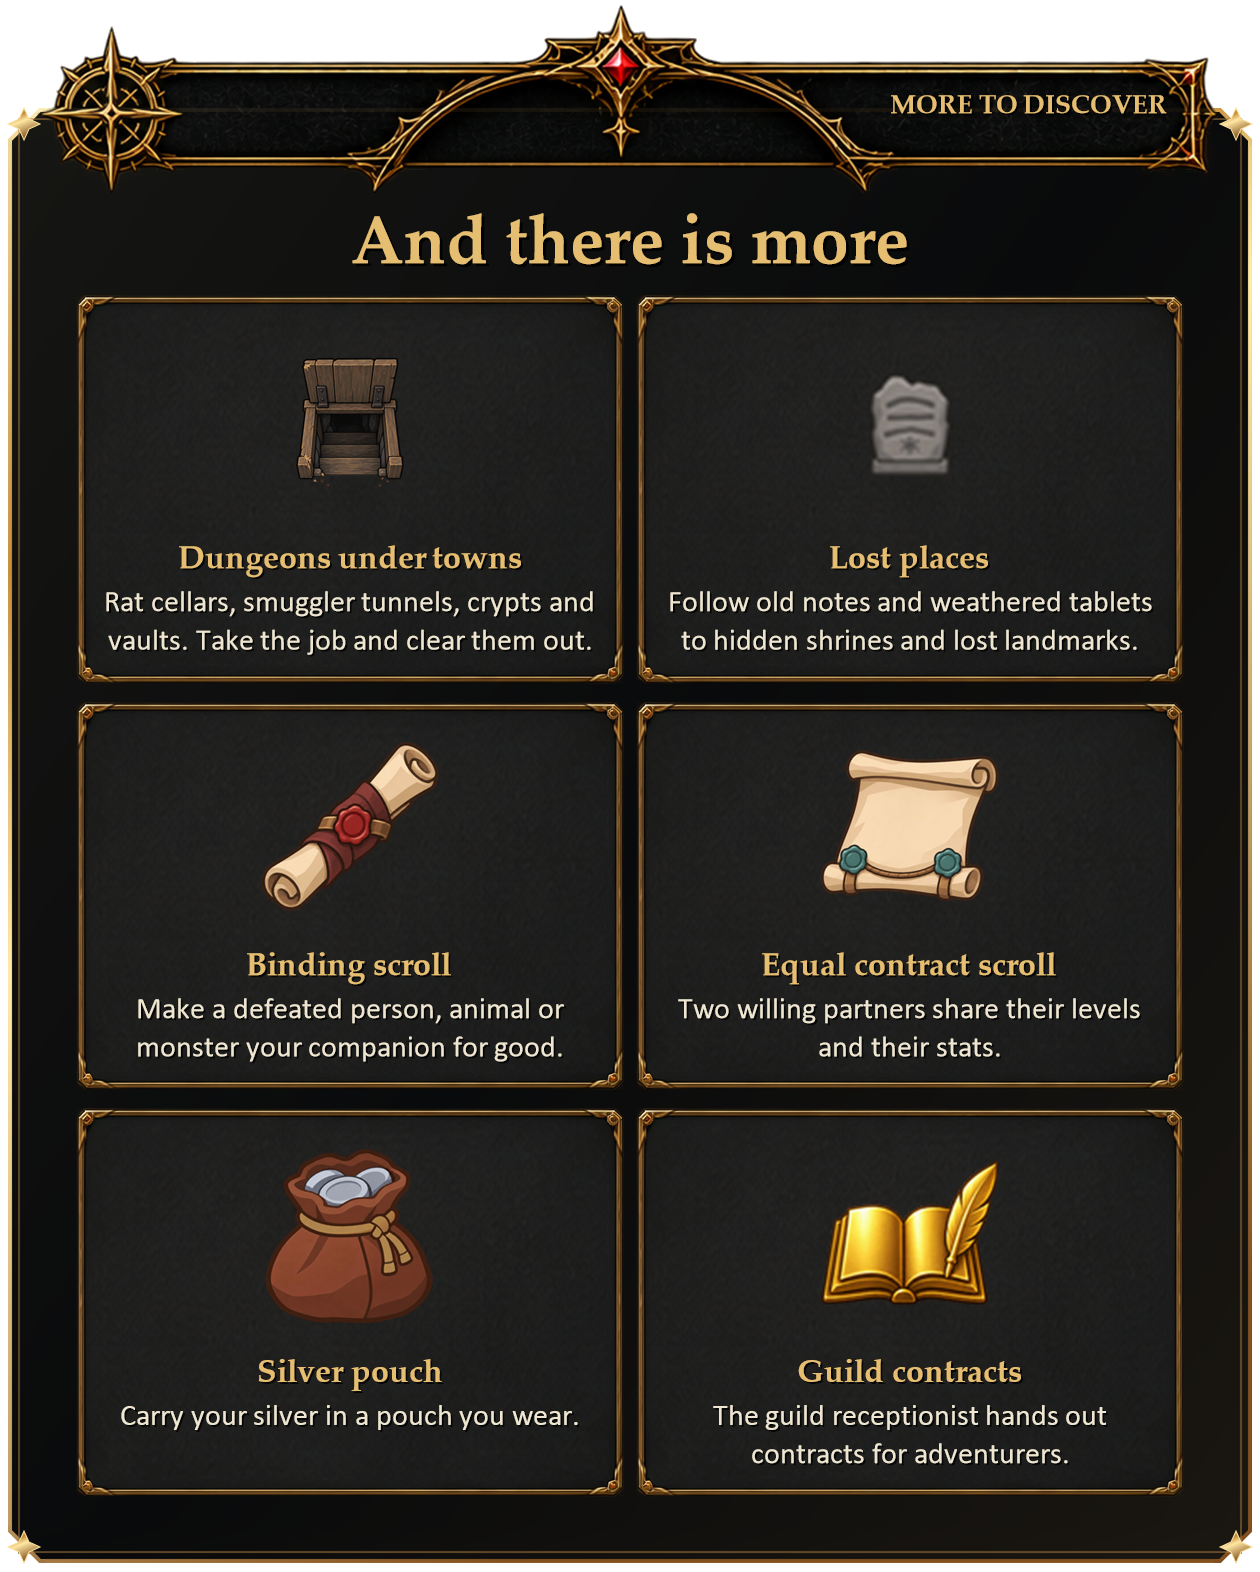 MORE TO DISCOVER
And there is more
Dungeons under towns
Rat cellars, smuggler tunnels, crypts and
vaults. Take the job and clear them out.
Lost places
Follow old notes and weathered tablets
to hidden shrines and lost landmarks.
Binding scroll
Make a defeated person, animal or
monster your companion for good.
Equal contract scroll
Two willing partners share their levels
and their stats.
Silver pouch
Carry your silver in a pouch you wear.
Guild contracts
The guild receptionist hands out
contracts for adventurers.